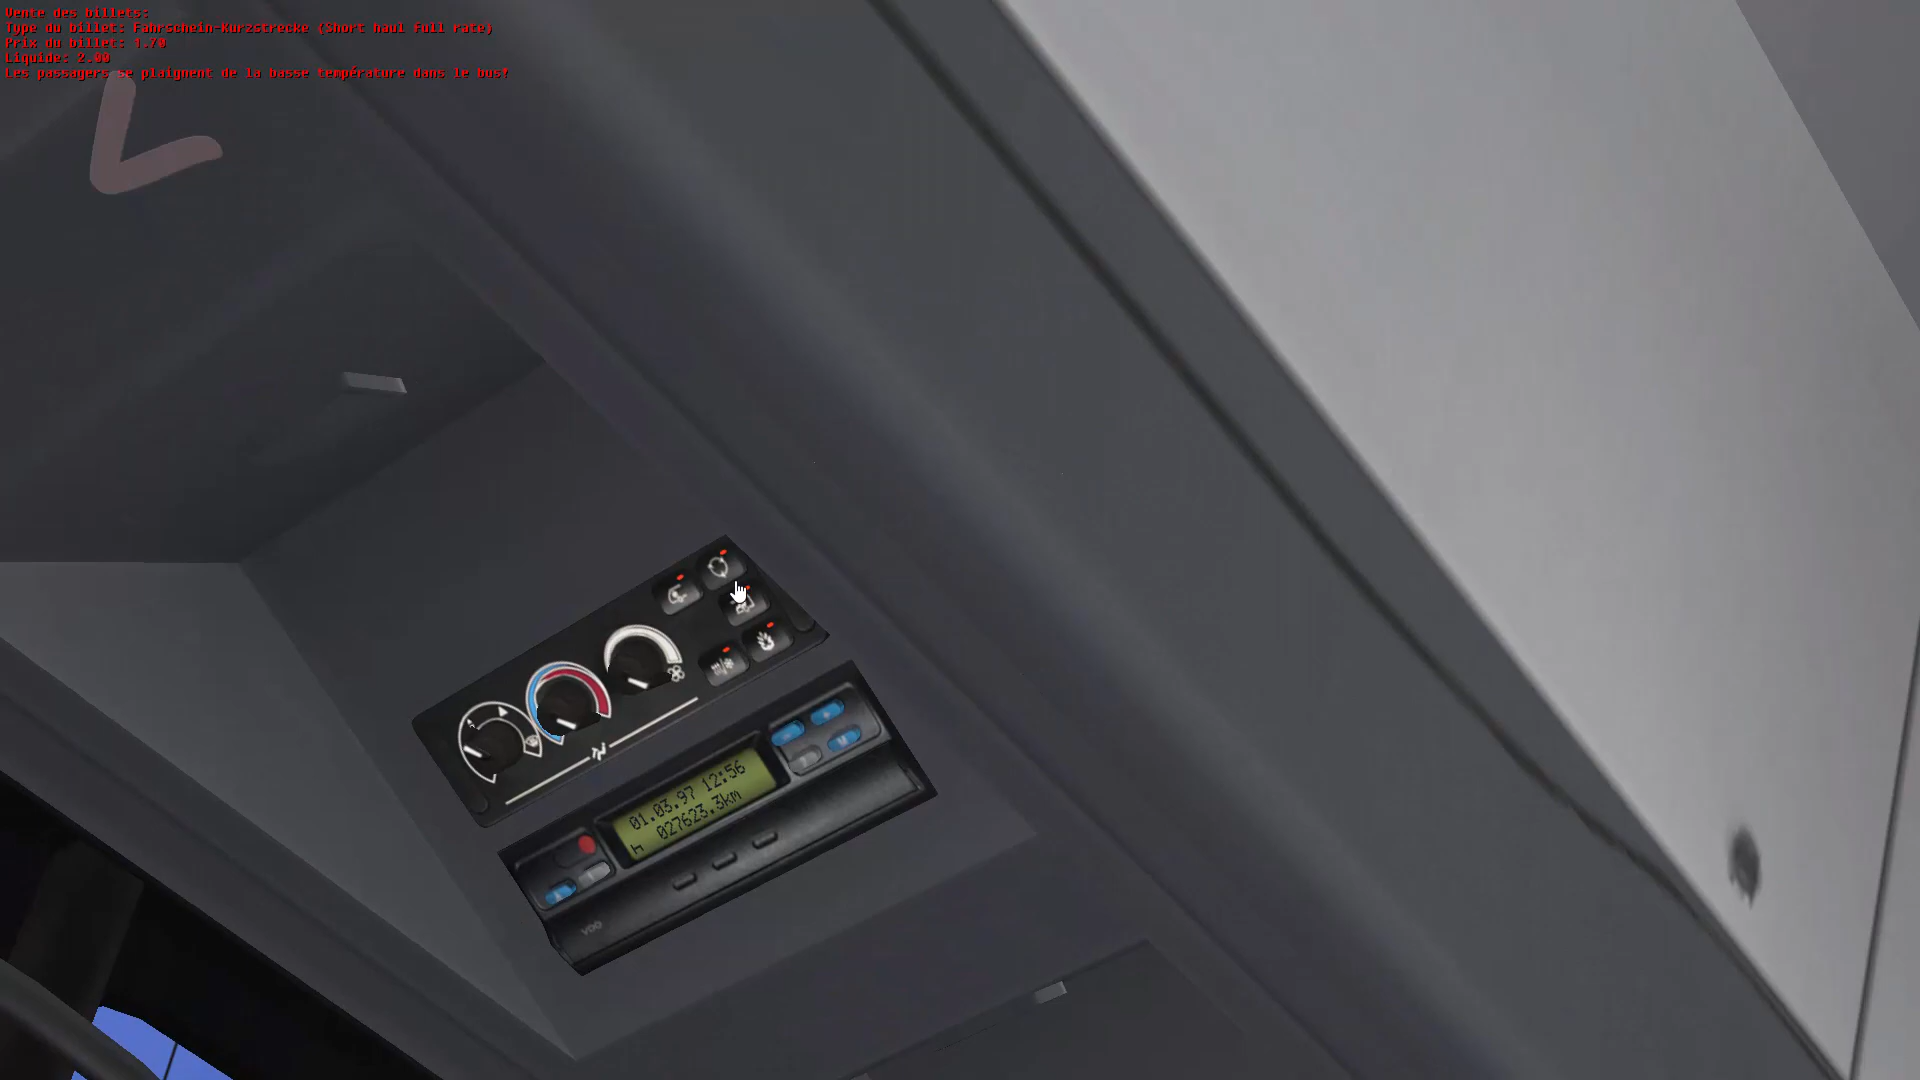 Vente des billets:
Type du billet: Fahrschein-Kurzstrecke (Short haul full rate)
Prix du billet: 1.70
Liquide: 2.00
Les passagers se plaignent de la basse température dans le bus?
01.03.97 12:56
027623.3km
VDO